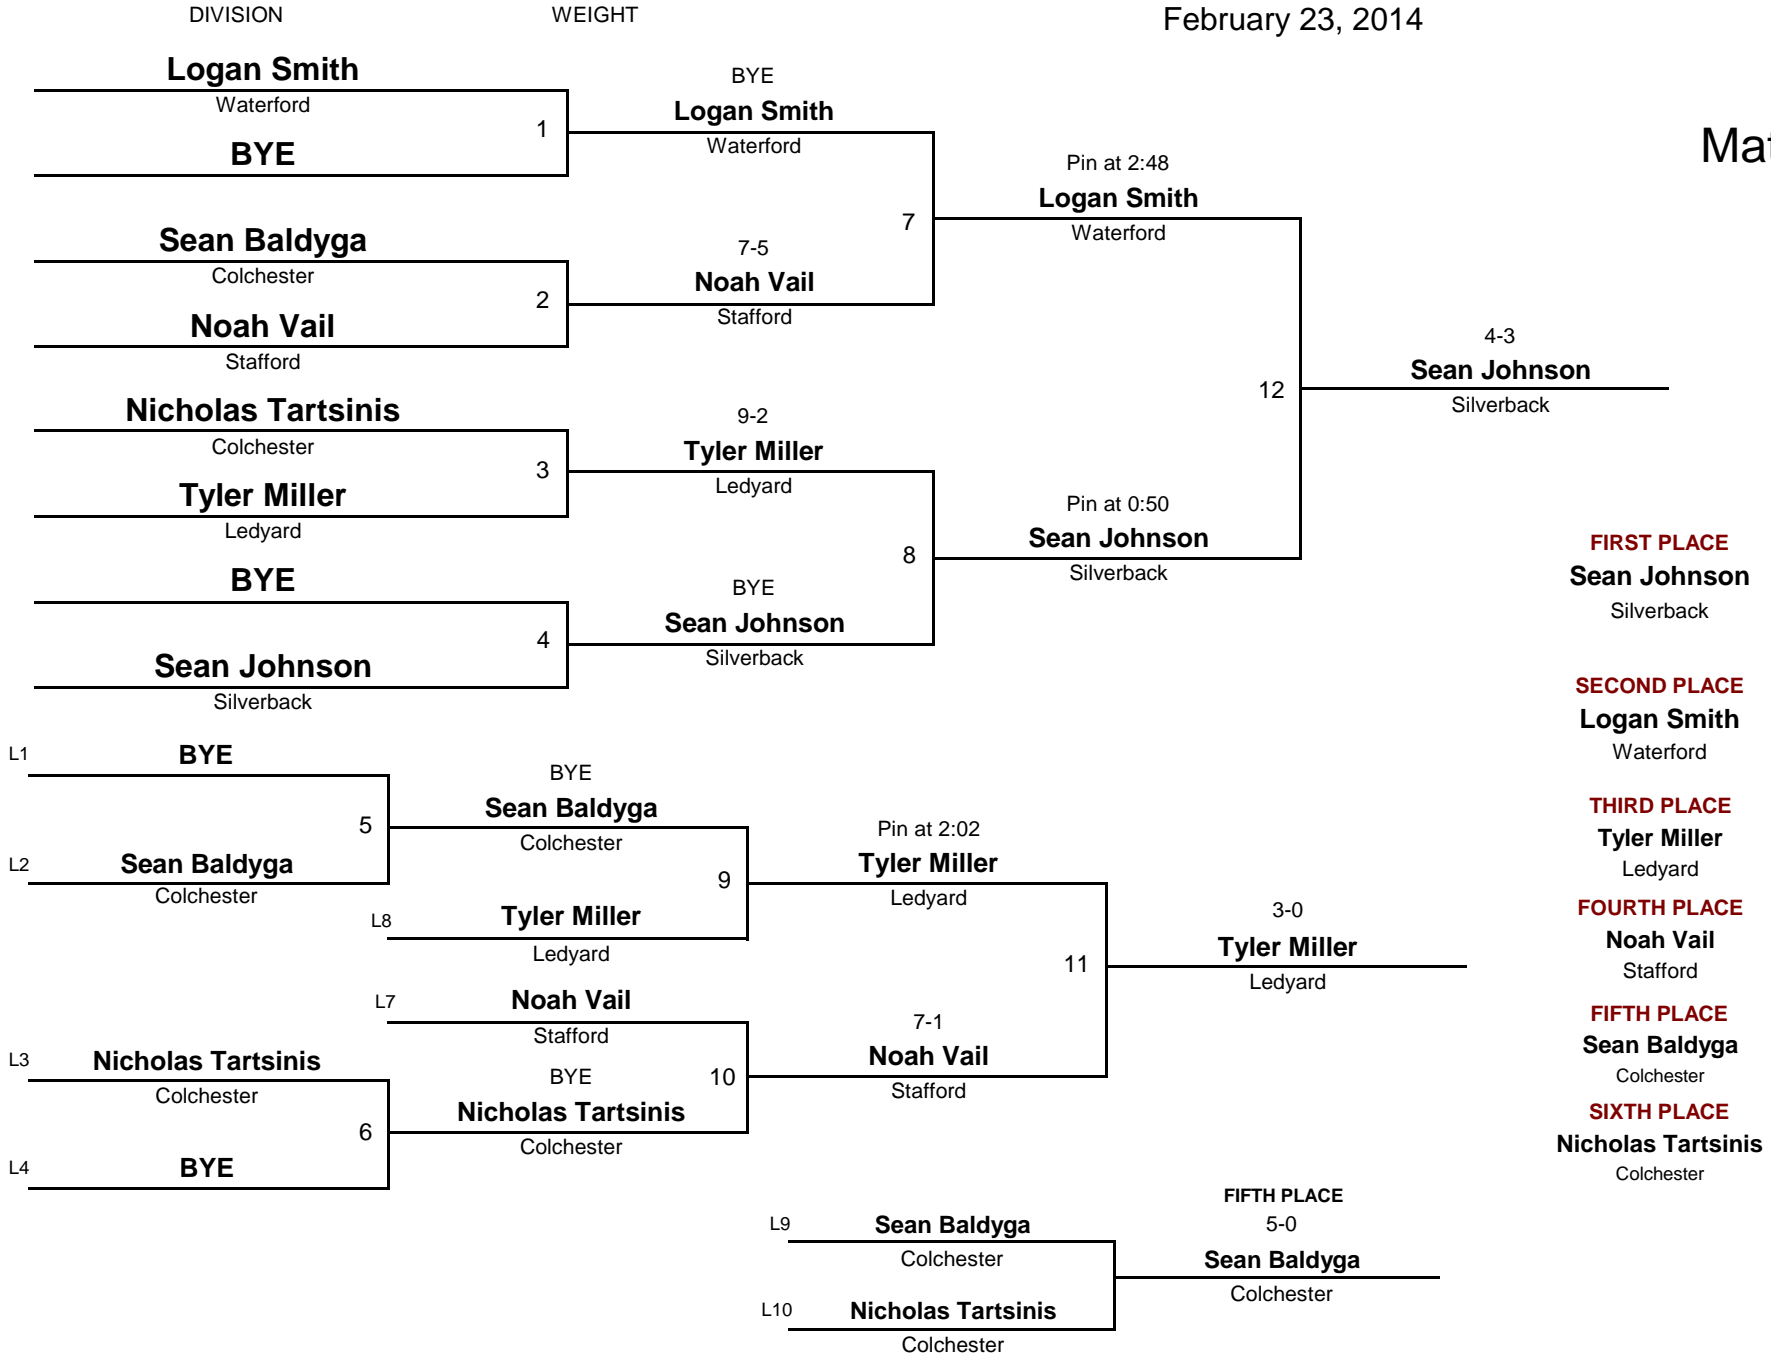 DIVISION
WEIGHT
February 23, 2014
Mat
Logan Smith
Waterford
1
BYE
BYE
Logan Smith
Waterford
Sean Baldyga
Colchester
2
Noah Vail
Stafford
7-5
Noah Vail
Stafford
7
Pin at 2:48
Logan Smith
Waterford
Nicholas Tartsinis
Colchester
3
Tyler Miller
Ledyard
9-2
Tyler Miller
Ledyard
BYE
4
Sean Johnson
Silverback
BYE
Sean Johnson
Silverback
8
Pin at 0:50
Sean Johnson
Silverback
12
4-3
Sean Johnson
Silverback
FIRST PLACE
Sean Johnson
Silverback
SECOND PLACE
Logan Smith
Waterford
THIRD PLACE
Tyler Miller
Ledyard
FOURTH PLACE
Noah Vail
Stafford
FIFTH PLACE
Sean Baldyga
Colchester
SIXTH PLACE
Nicholas Tartsinis
Colchester
L1
BYE
5
L2
Sean Baldyga
Colchester
BYE
Sean Baldyga
Colchester
9
L8
Tyler Miller
Ledyard
Pin at 2:02
Tyler Miller
Ledyard
L7
Noah Vail
Stafford
L3
Nicholas Tartsinis
Colchester
6
L4
BYE
BYE
Nicholas Tartsinis
Colchester
10
7-1
Noah Vail
Stafford
11
3-0
Tyler Miller
Ledyard
L9
Sean Baldyga
Colchester
L10
Nicholas Tartsinis
Colchester
FIFTH PLACE
5-0
Sean Baldyga
Colchester